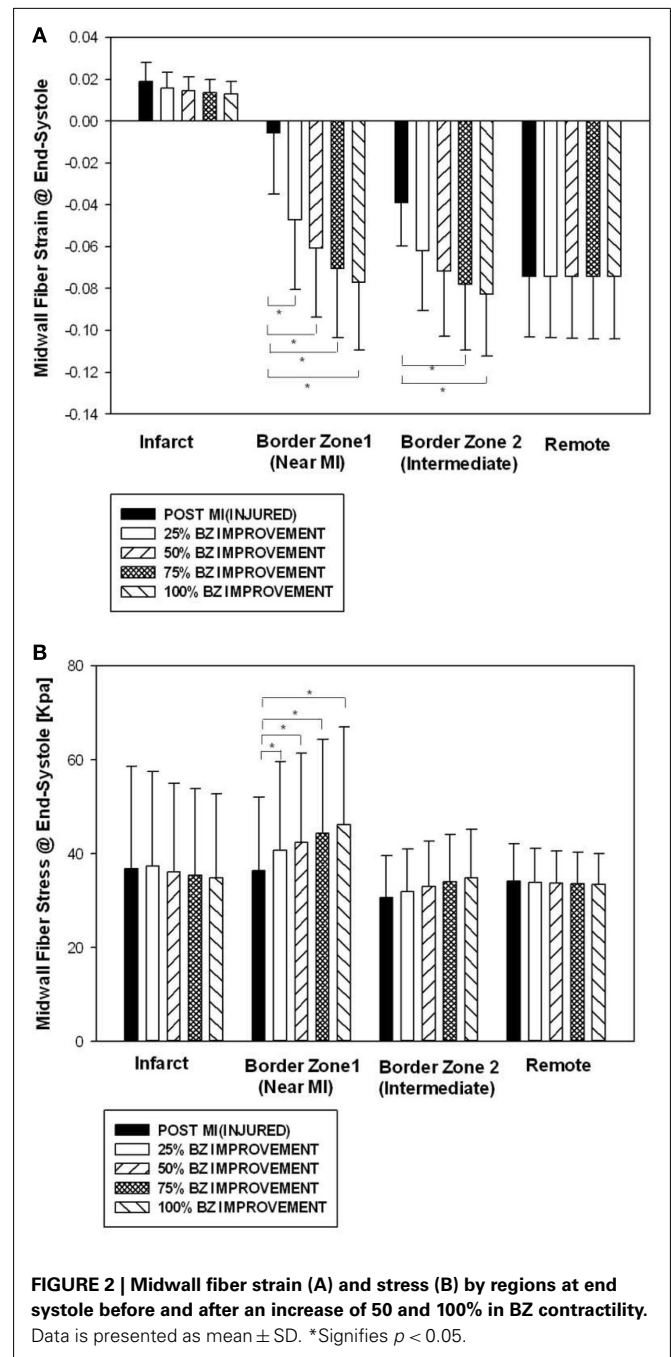 A
Midwall Fiber Strain @ End-Systole
0.04
0.02
0.00
-0.02
-0.04
-0.06
-0.08
-0.10
-0.12
-0.14
*
*
*
*
*
*
Infarct
Border Zone1
(Near MI)
Border Zone 2
(Intermediate)
Remote
POST MI(INJURED)
25% BZ IMPROVEMENT
50% BZ IMPROVEMENT
75% BZ IMPROVEMENT
100% BZ IMPROVEMENT
B
Midwall Fiber Stress @ End-Systole [Kpa]
80
60
40
20
0
*
*
*
*
Infarct
Border Zone1
(Near MI)
Border Zone 2
(Intermediate)
Remote
POST MI(INJURED)
25% BZ IMPROVEMENT
50% BZ IMPROVEMENT
75% BZ IMPROVEMENT
100% BZ IMPROVEMENT
FIGURE 2 | Midwall fiber strain (A) and stress (B) by regions at end
systole before and after an increase of 50 and 100% in BZ contractility.
Data is presented as mean ± SD. *Signifies p < 0.05.